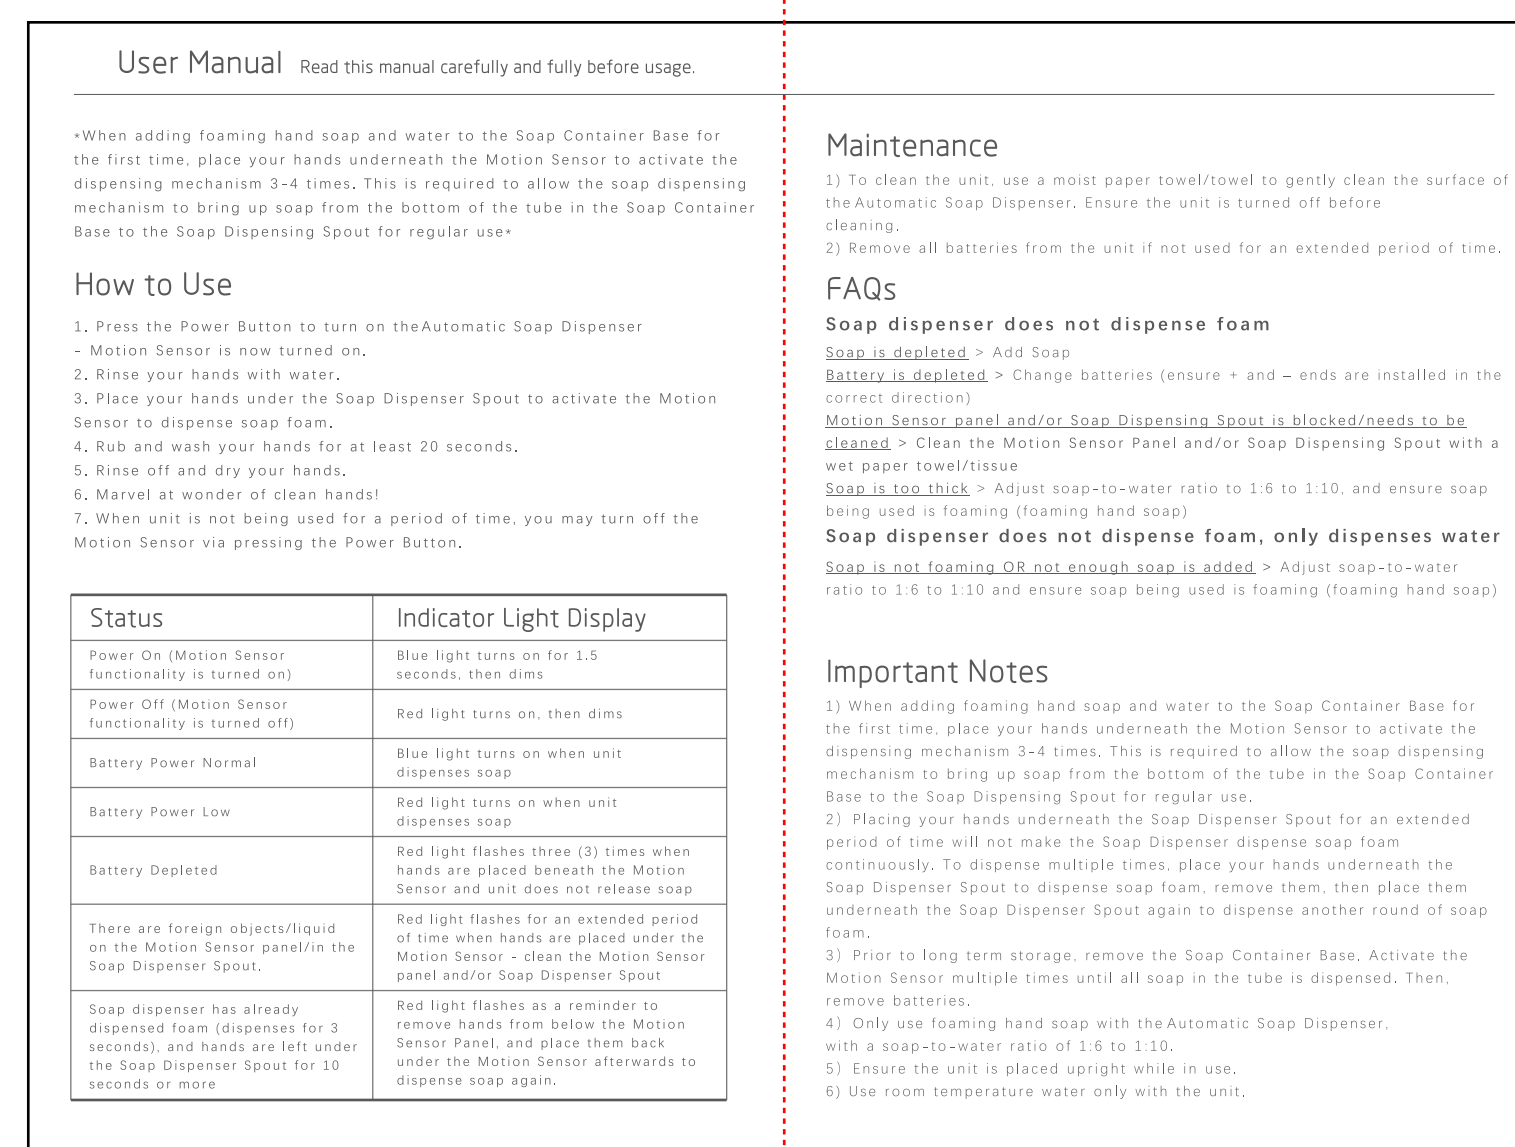 User Manual Read this manual carefully and fully before usage.
*When adding foaming hand soap and water to the Soap Container Base for
the first time, place your hands underneath the Motion Sensor to activate the
dispensing mechanism 3-4 times. This is required to allow the soap dispensing
mechanism to bring up soap from the bottom of the tube in the Soap Container
Base to the Soap Dispensing Spout for regular use*
How to Use
1. Press the Power Button to turn on theAutomatic Soap Dispenser
- Motion Sensor is now turned on.
2. Rinse your hands with water.
3. Place your hands under the Soap Dispenser Spout to activate the Motion
Sensor to dispense soap foam.
4. Rub and wash your hands for at least 20 seconds.
5. Rinse off and dry your hands.
6. Marvel at wonder of clean hands!
7. When unit is not being used for a period of time, you may turn off the
Motion Sensor via pressing the Power Button.
Status
Indicator Light Display
Power On (Motion Sensor
functionality is turned on)
Blue light turns on for 1.5
seconds, then dims
Power Off (Motion Sensor
functionality is turned off)
Red light turns on, then dims
Battery Power Normal
Blue light turns on when unit
dispenses soap
Battery Power Low
Red light turns on when unit
dispenses soap
Battery Depleted
Red light flashes three (3) times when
hands are placed beneath the Motion
Sensor and unit does not release soap
There are foreign objects/liquid
on the Motion Sensor panel/in the
Soap Dispenser Spout.
Red light flashes for an extended period
of time when hands are placed under the
Motion Sensor - clean the Motion Sensor
panel and/or Soap Dispenser Spout
Soap dispenser has already
dispensed foam (dispenses for 3
seconds), and hands are left under
the Soap Dispenser Spout for 10
seconds or more
Red light flashes as a reminder to
remove hands from below the Motion
Sensor Panel, and place them back
under the Motion Sensor afterwards to
dispense soap again.
Maintenance
1) To clean the unit, use a moist paper towel/towel to gently clean the surface of
theAutomatic Soap Dispenser. Ensure the unit is turned off before
cleaning.
2) Remove all batteries from the unit if not used for an extended period of time.
FAQs
Soap dispenser does not dispense foam
Soap is depleted > Add Soap
Battery is depleted > Change batteries (ensure + and – ends are installed in the
correct direction)
Motion Sensor panel and/or Soap Dispensing Spout is blocked/needs to be
cleaned > Clean the Motion Sensor Panel and/or Soap Dispensing Spout with a
wet paper towel/tissue
Soap is too thick > Adjust soap-to-water ratio to 1:6 to 1:10, and ensure soap
being used is foaming (foaming hand soap)
Soap dispenser does not dispense foam, only dispenses water
Soap is not foaming OR not enough soap is added > Adjust soap-to-water
ratio to 1:6 to 1:10 and ensure soap being used is foaming (foaming hand soap)
Important Notes
1) When adding foaming hand soap and water to the Soap Container Base for
the first time, place your hands underneath the Motion Sensor to activate the
dispensing mechanism 3-4 times. This is required to allow the soap dispensing
mechanism to bring up soap from the bottom of the tube in the Soap Container
Base to the Soap Dispensing Spout for regular use.
2) Placing your hands underneath the Soap Dispenser Spout for an extended
period of time will not make the Soap Dispenser dispense soap foam
continuously. To dispense multiple times, place your hands underneath the
Soap Dispenser Spout to dispense soap foam, remove them, then place them
underneath the Soap Dispenser Spout again to dispense another round of soap
foam.
3) Prior to long term storage, remove the Soap Container Base. Activate the
Motion Sensor multiple times until all soap in the tube is dispensed. Then,
remove batteries.
4) Only use foaming hand soap with theAutomatic Soap Dispenser,
with a soap-to-water ratio of 1:6 to 1:10.
5) Ensure the unit is placed upright while in use.
6) Use room temperature water only with the unit.